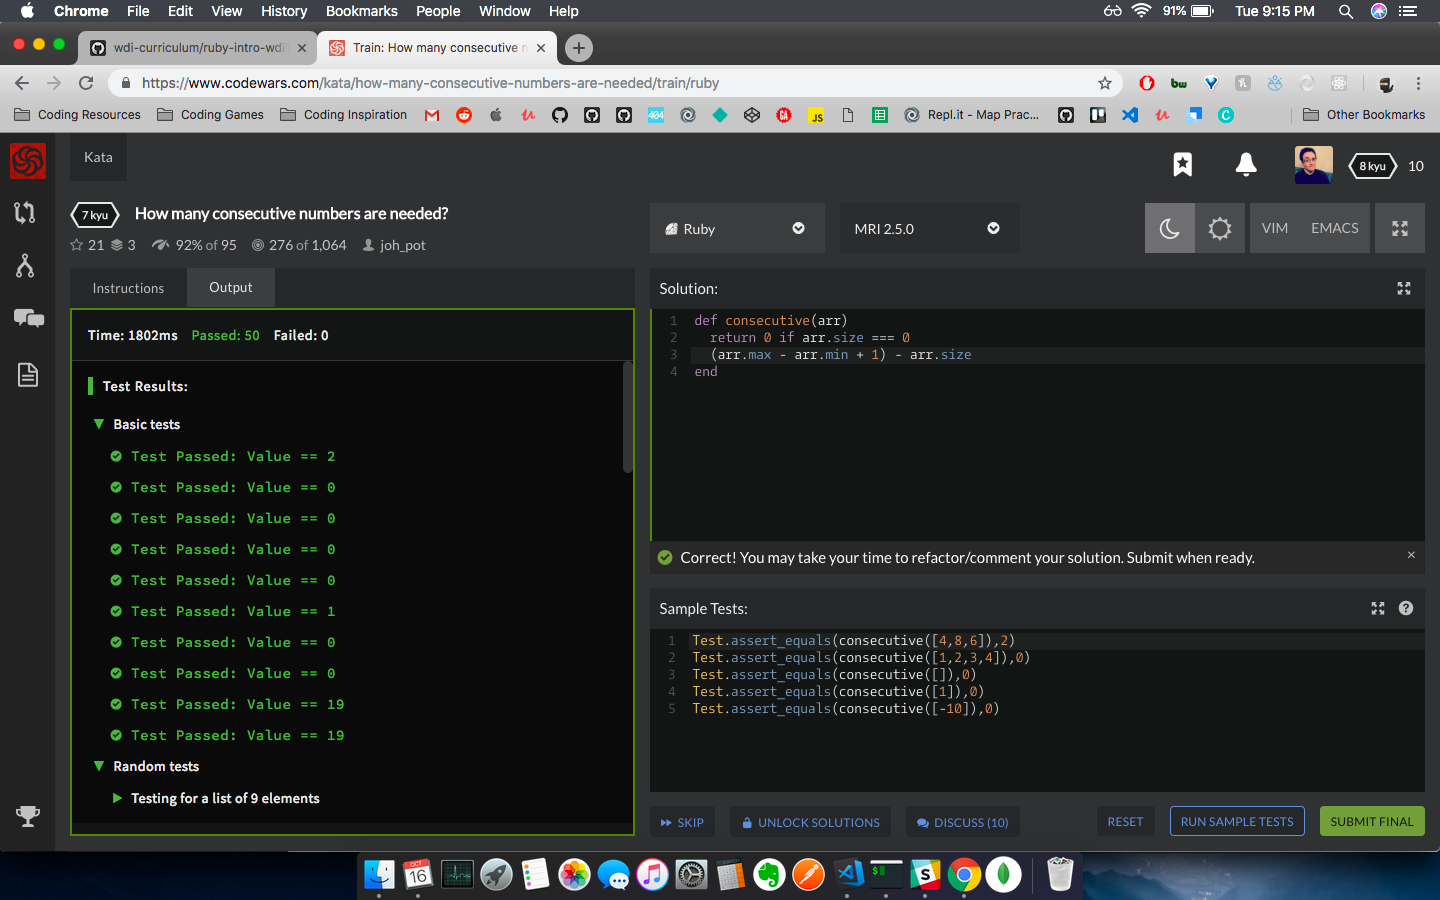 Chrome File Edit View History Bookmarks People Window Help 91% Tue 9:15 PM
wdi-curriculum/ruby-intro-wdi Train: How many consecutive n
https://www.codewars.com/kata/how-many-consecutive-numbers-are-needed/train/ruby
bw
Coding Resources Coding Games Coding Inspiration 404 JS Repl.it - Map Prac... Other Bookmarks
Kata
8 kyu 10
7 kyu How many consecutive numbers are needed?
21 3 92% of 95 276 of 1,064 joh_pot
Ruby MRI 2.5.0 VIM EMACS
Instructions Output
Time: 1802ms Passed: 50 Failed: 0
Test Results:
Basic tests
Test Passed: Value == 2
Test Passed: Value == 0
Test Passed: Value == 0
Test Passed: Value == 0
Test Passed: Value == 0
Test Passed: Value == 1
Test Passed: Value == 0
Test Passed: Value == 0
Test Passed: Value == 19
Test Passed: Value == 19
Random tests
Testing for a list of 9 elements
Solution:
1 def consecutive(arr)
2 return 0 if arr.size === 0
3 (arr.max - arr.min + 1) - arr.size
4 end
Correct! You may take your time to refactor/comment your solution. Submit when ready.
Sample Tests:
1 Test.assert_equals(consecutive([4,8,6]),2)
2 Test.assert_equals(consecutive([1,2,3,4]),0)
3 Test.assert_equals(consecutive([]),0)
4 Test.assert_equals(consecutive([1]),0)
5 Test.assert_equals(consecutive([-10]),0)
SKIP UNLOCK SOLUTIONS DISCUSS (10) RESET RUN SAMPLE TESTS SUBMIT FINAL
OCT
16